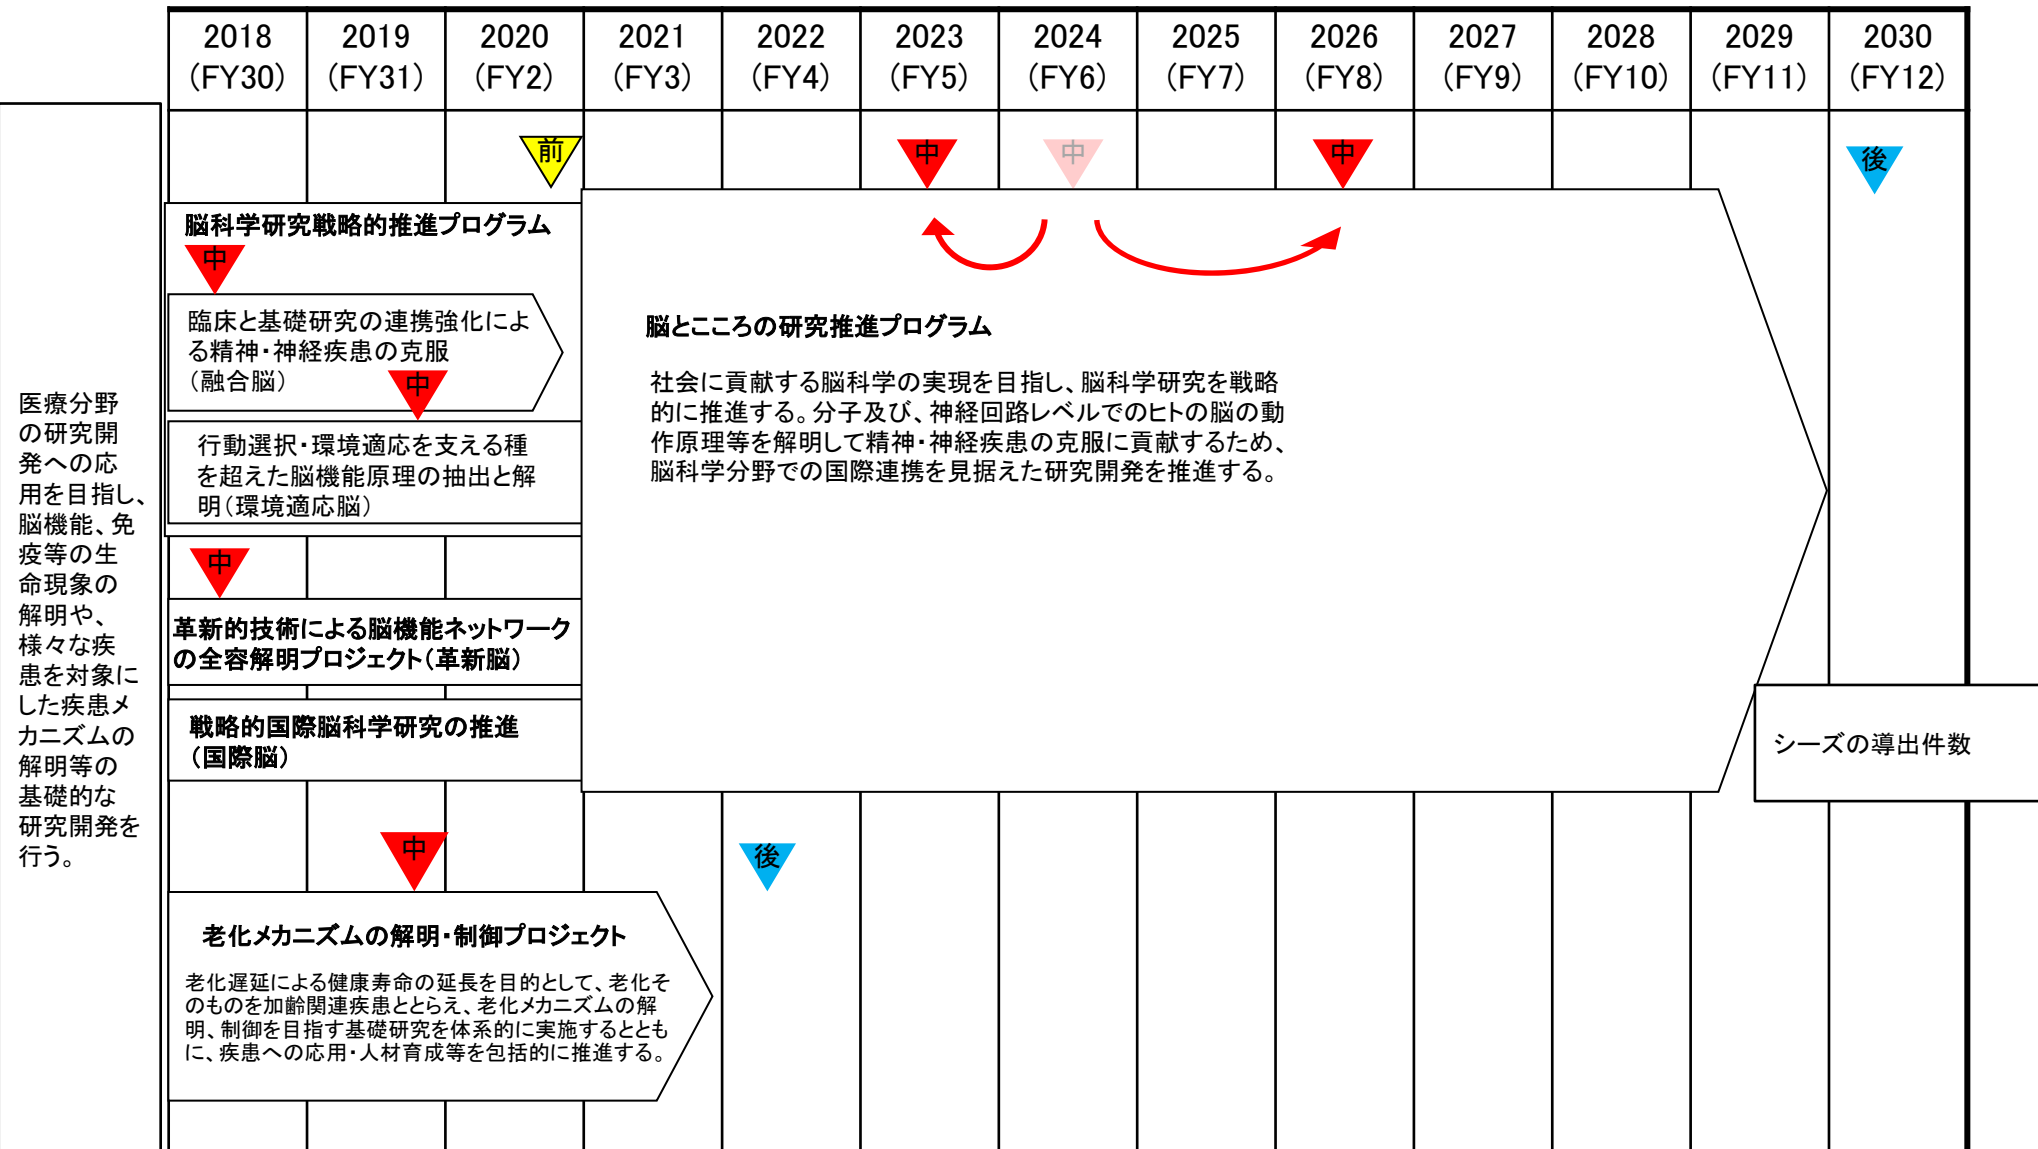 2018
(FY30)
2019
(FY31)
2020
(FY2)
2021
(FY3)
2022
(FY4)
2023
(FY5)
2024
(FY6)
2025
(FY7)
2026
(FY8)
2027
(FY9)
2028
(FY10)
2029
(FY11)
2030
(FY12)
医療分野
の研究開
発への応
用を目指し、
脳機能、免
疫等の生
命現象の
解明や、
様々な疾
患を対象に
した疾患メ
カニズムの
解明等の
基礎的な
研究開発を
行う。
前
中
中
中
後
脳科学研究戦略的推進プログラム
中
臨床と基礎研究の連携強化によ
る精神・神経疾患の克服
(融合脳)
中
行動選択・環境適応を支える種
を超えた脳機能原理の抽出と解
明(環境適応脳)
中
革新的技術による脳機能ネットワーク
の全容解明プロジェクト(革新脳)
戦略的国際脳科学研究の推進
(国際脳)
脳とこころの研究推進プログラム
社会に貢献する脳科学の実現を目指し、脳科学研究を戦略
的に推進する。分子及び、神経回路レベルでのヒトの脳の動
作原理等を解明して精神・神経疾患の克服に貢献するため、
脳科学分野での国際連携を見据えた研究開発を推進する。
シーズの導出件数
中
後
老化メカニズムの解明・制御プロジェクト
老化遅延による健康寿命の延長を目的として、老化そ
のものを加齢関連疾患ととらえ、老化メカニズムの解
明、制御を目指す基礎研究を体系的に実施するととも
に、疾患への応用・人材育成等を包括的に推進する。